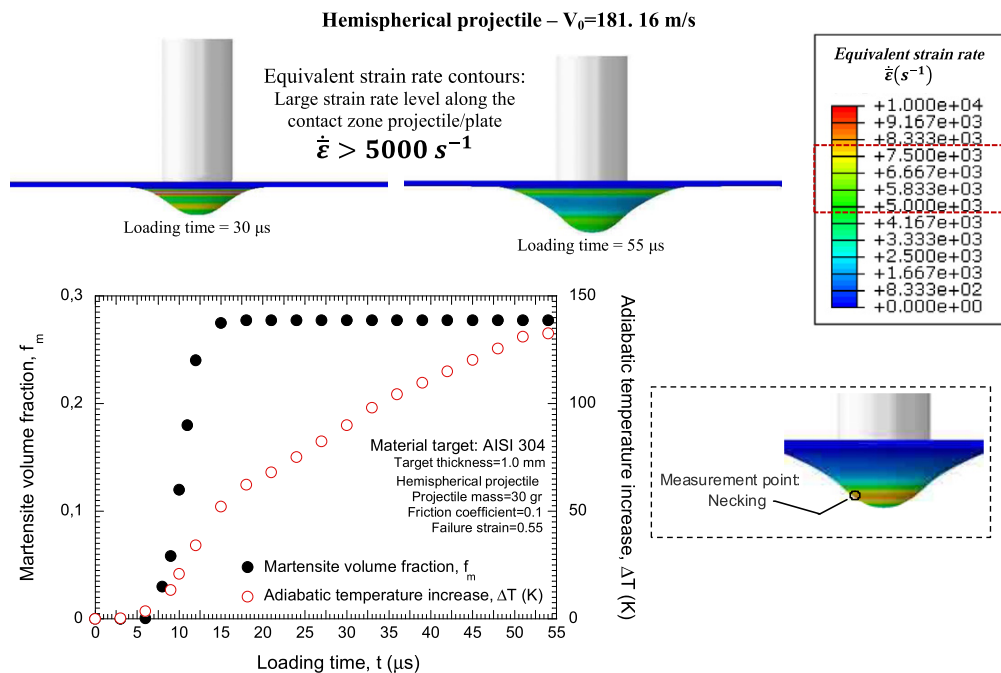 Hemispherical projectile – V₀=181. 16 m/s
Equivalent strain rate contours:
Large strain rate level along the
contact zone projectile/plate
ε̇̄ > 5000 s⁻¹
Loading time = 30 µs
Loading time = 55 µs
Equivalent strain rate
ε̇̄(s⁻¹)
+1.000e+04
+9.167e+03
+8.333e+03
+7.500e+03
+6.667e+03
+5.833e+03
+5.000e+03
+4.167e+03
+3.333e+03
+2.500e+03
+1.667e+03
+8.333e+02
+0.000e+00
Martensite volume fraction, fₘ
0,3
0,2
0,1
0
150
100
50
0
Adiabatic temperature increase, ΔT (K)
Material target: AISI 304
Target thickness=1.0 mm
Hemispherical projectile
Projectile mass=30 gr
Friction coefficient=0.1
Failure strain=0.55
Martensite volume fraction, fₘ
Adiabatic temperature increase, ΔT (K)
0 5 10 15 20 25 30 35 40 45 50 55
Loading time, t (µs)
Measurement point:
Necking